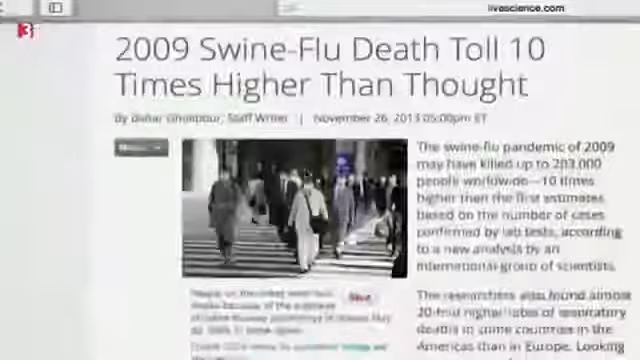 livescience.com
3
2009 Swine-Flu Death Toll 10
Times Higher Than Thought
By Bahar Gholipour, Staff Writer | November 26, 2013 05:00pm ET
The swine-flu pandemic of 2009
may have killed up to 203,000
people worldwide—10 times
higher than the first estimates
based on the number of cases
confirmed by lab tests, according
to a new analysis by an
international group of scientists.
The researchers also found almost
20-fold higher rates of respiratory
deaths in some countries in the
Americas than in Europe. Looking